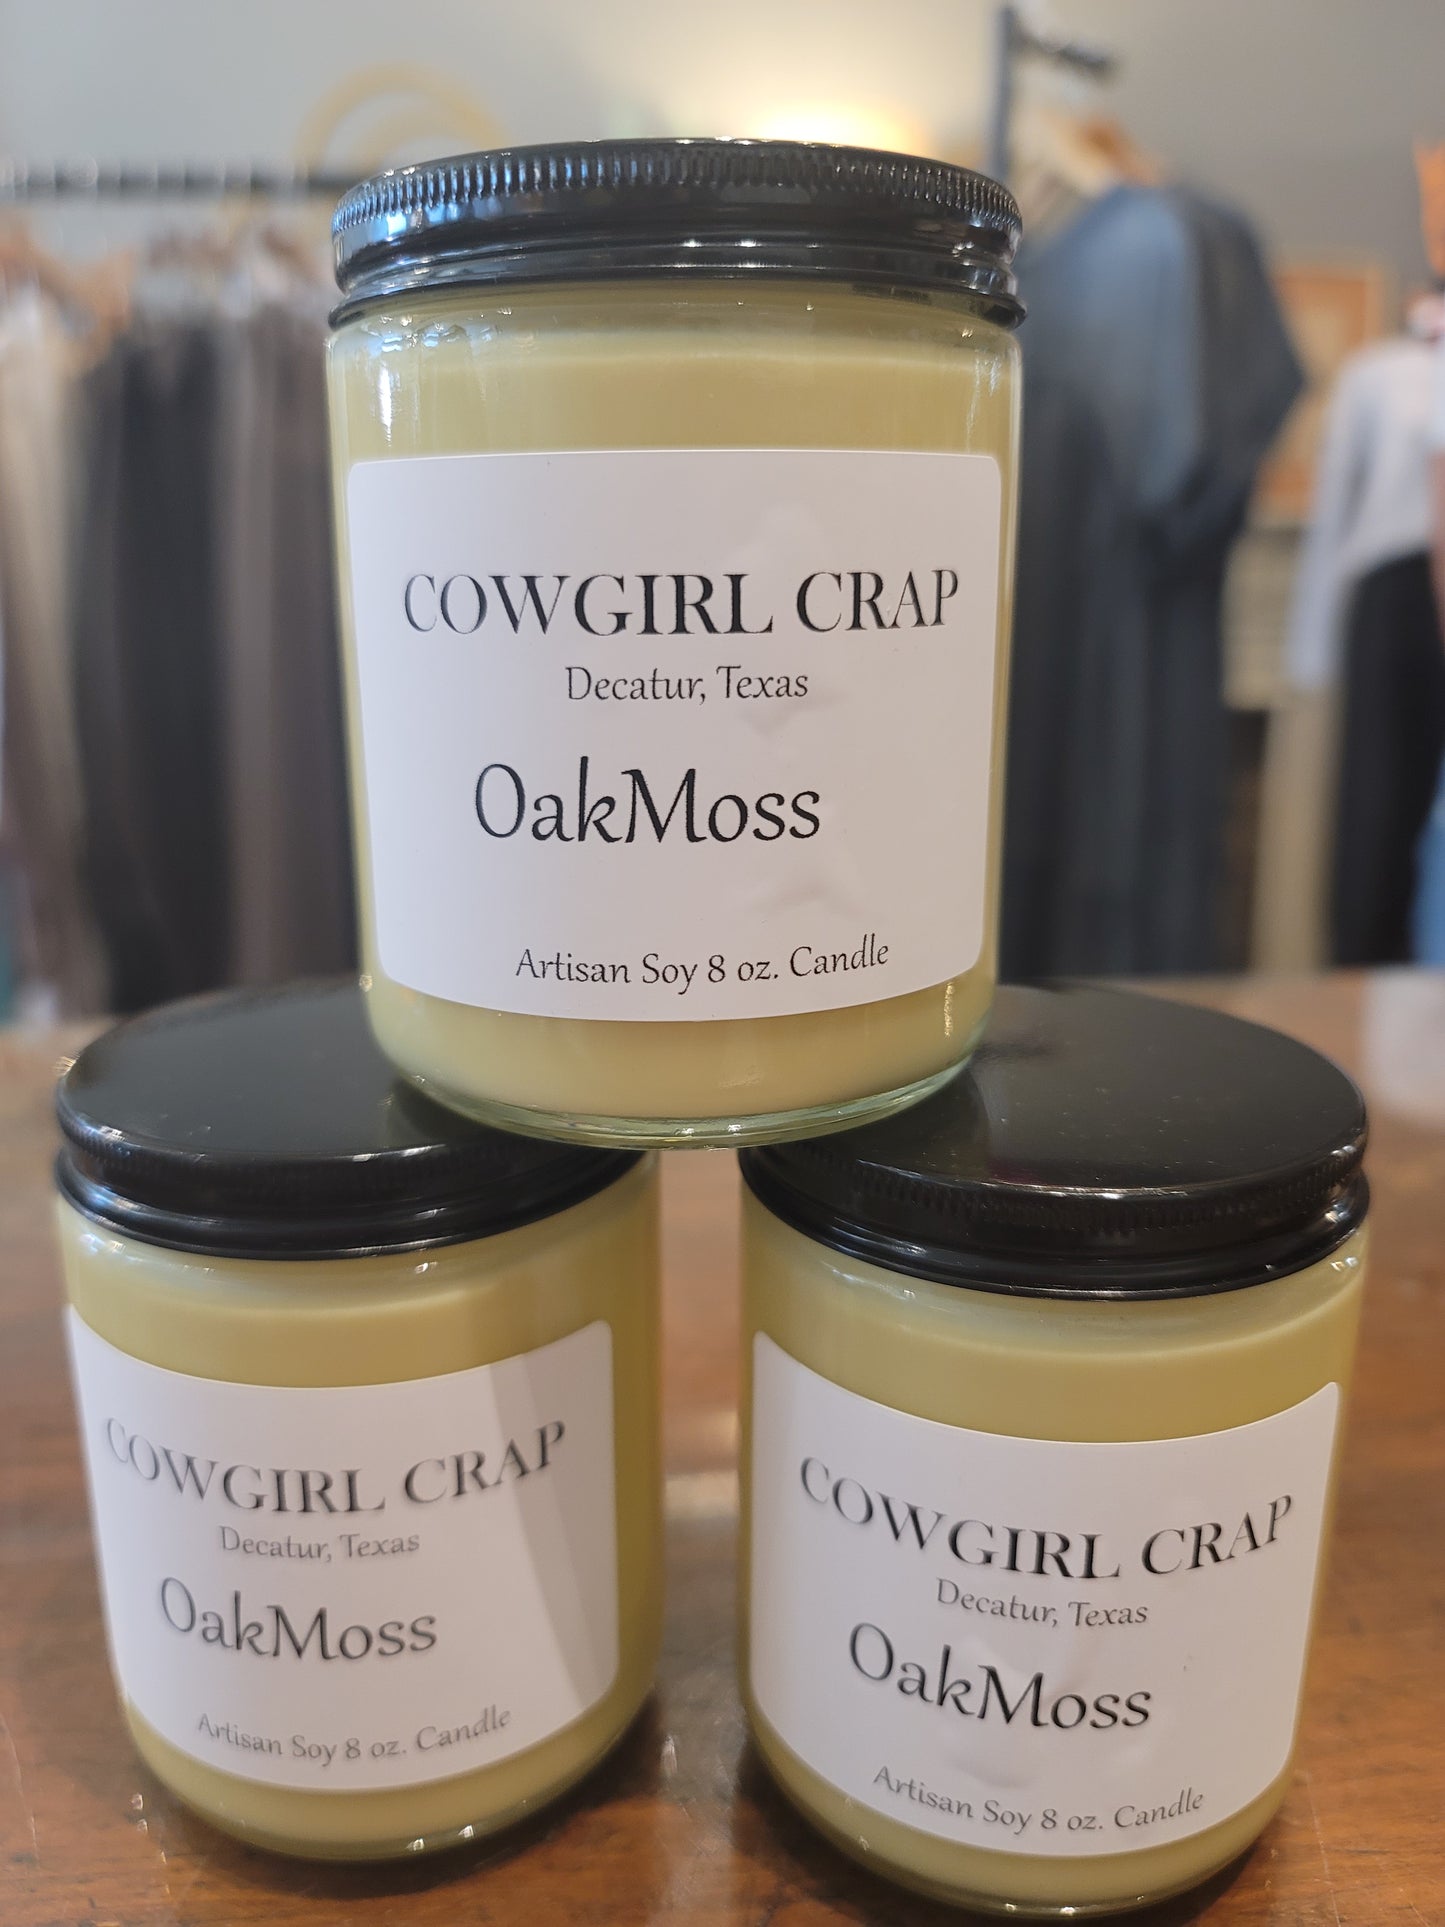 COWGIRL CRAP
Decatur, Texas
OakMoss
Artisan Soy 8 oz. Candle
COWGIRL CRAP
Decatur, Texas
OakMoss
Artisan Soy 8 oz. Candle
COWGIRL CRAP
Decatur, Texas
OakMoss
Artisan Soy 8 oz. Candle